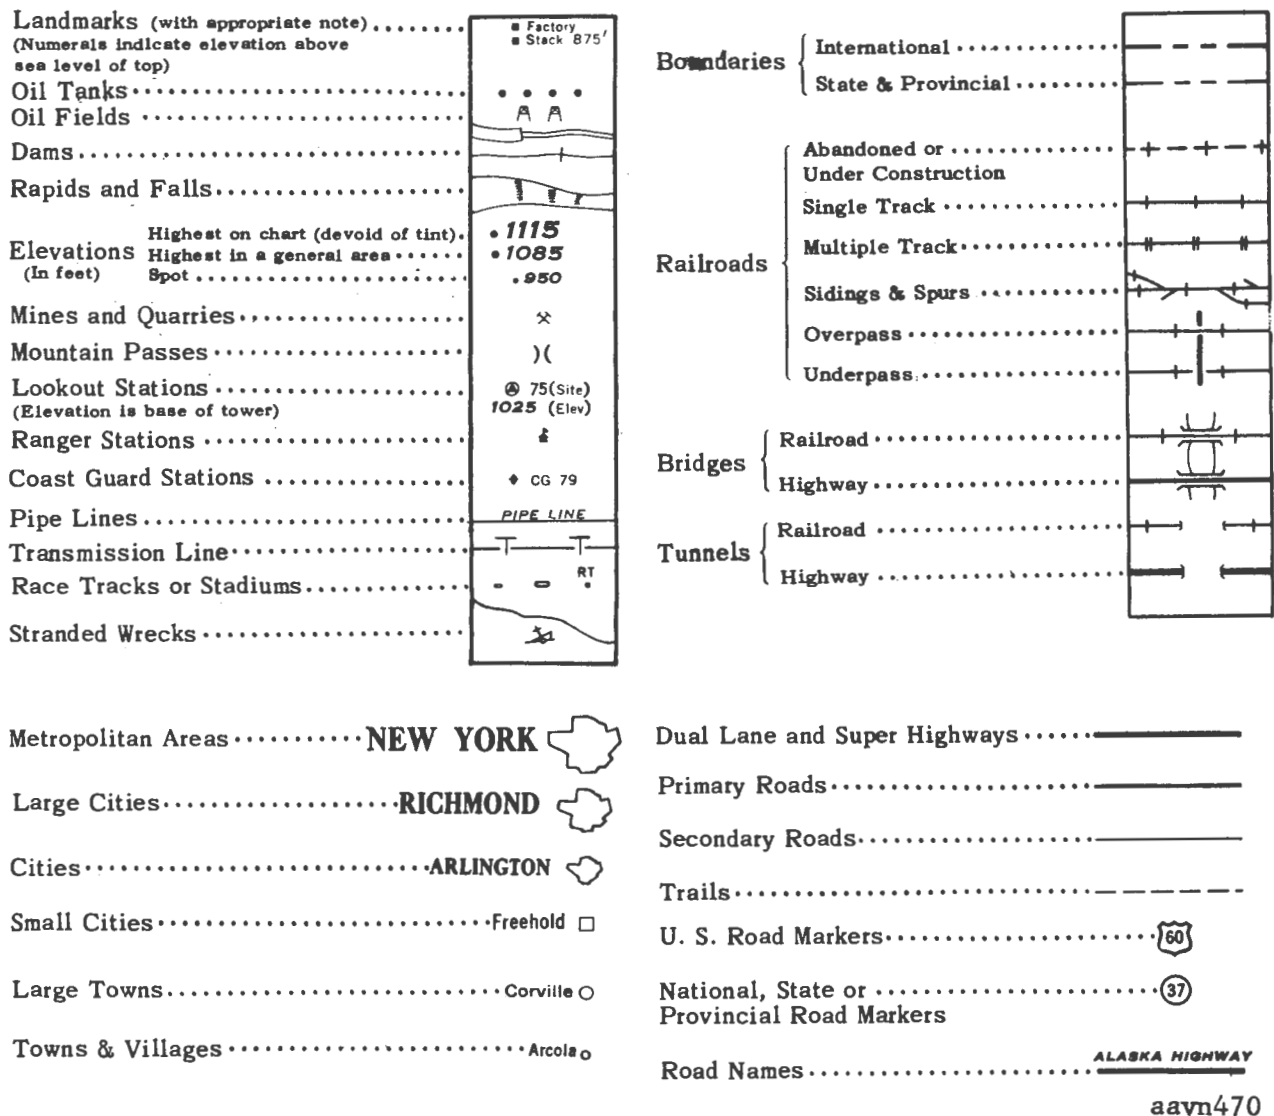 Landmarks (with appropriate note)
(Numerals indicate elevation above
sea level of top)
Factory
Stack 875'
Oil Tanks
Oil Fields
Dams
Rapids and Falls
Elevations
(In feet)
Highest on chart (devoid of tint)
1115
Highest in a general area
1085
Spot
.950
Mines and Quarries
Mountain Passes
Lookout Stations
(Elevation is base of tower)
75(Site)
1025 (Elev)
Ranger Stations
Coast Guard Stations
CG 79
Pipe Lines
PIPE LINE
Transmission Line
Race Tracks or Stadiums
RT
Stranded Wrecks
Boundaries
International
State & Provincial
Railroads
Abandoned or
Under Construction
Single Track
Multiple Track
Sidings & Spurs
Overpass
Underpass
Bridges
Railroad
Highway
Tunnels
Railroad
Highway
Metropolitan Areas NEW YORK
Large Cities RICHMOND
Cities ARLINGTON
Small Cities Freehold
Large Towns Corville
Towns & Villages Arcola
Dual Lane and Super Highways
Primary Roads
Secondary Roads
Trails
U. S. Road Markers 60
National, State or 37
Provincial Road Markers
ALASKA HIGHWAY
Road Names
aavn470